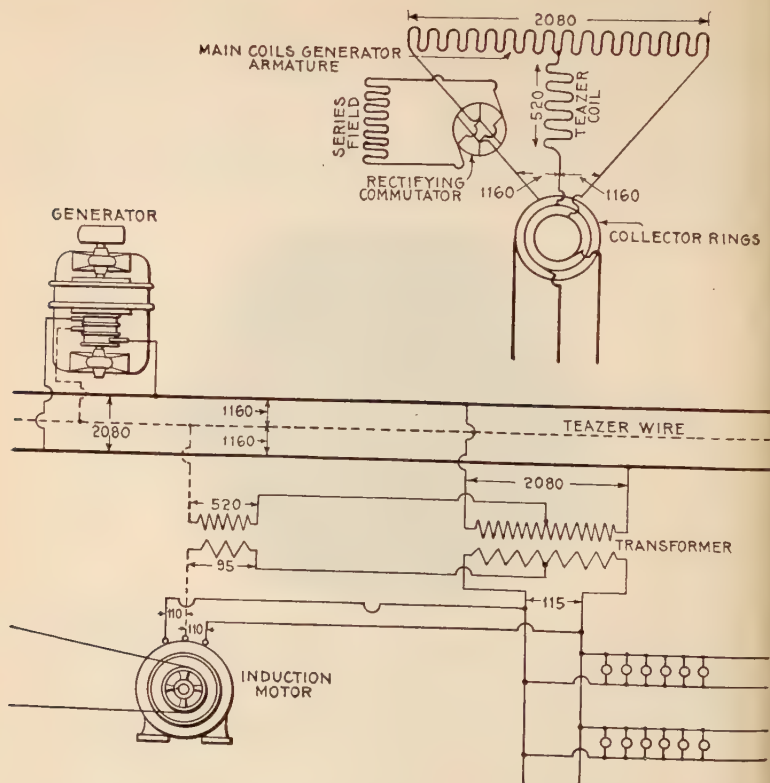 2080
MAIN COILS GENERATOR
ARMATURE
SERIES
FIELD
520
TEAZER
COIL
RECTIFYING
COMMUTATOR
1160
1160
COLLECTOR RINGS
GENERATOR
2080
1160
1160
TEAZER WIRE
520
2080
TRANSFORMER
95
115
110
110
INDUCTION
MOTOR